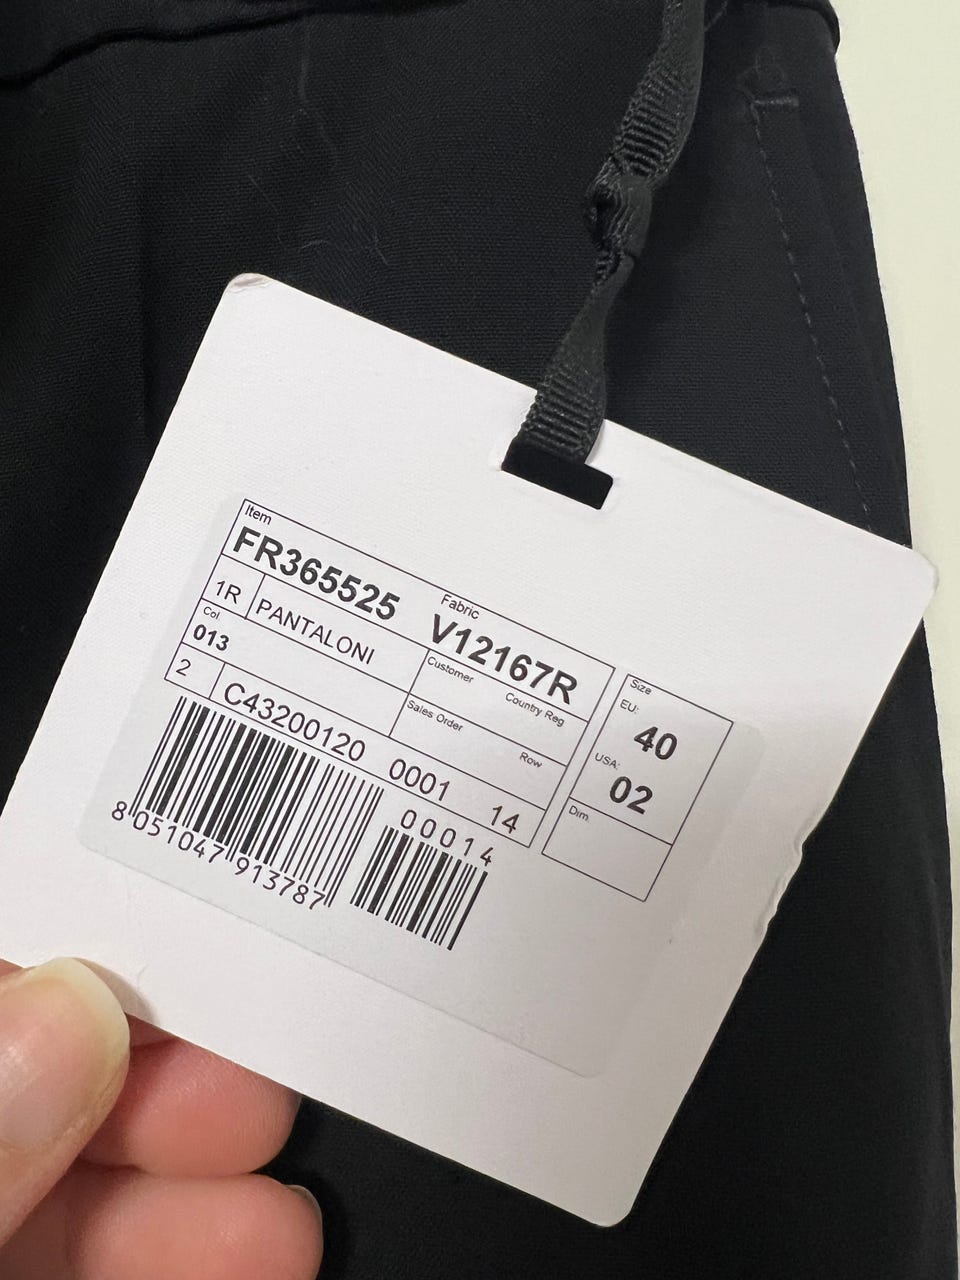 Item
FR365525
Fabric
V12167R
1R PANTALONI
Customer Country Reg
Col
013
Sales Order Row
2 C43200120 0001 14
8 051047 913787
00014
Size
EU:
40
USA:
02
Dim.